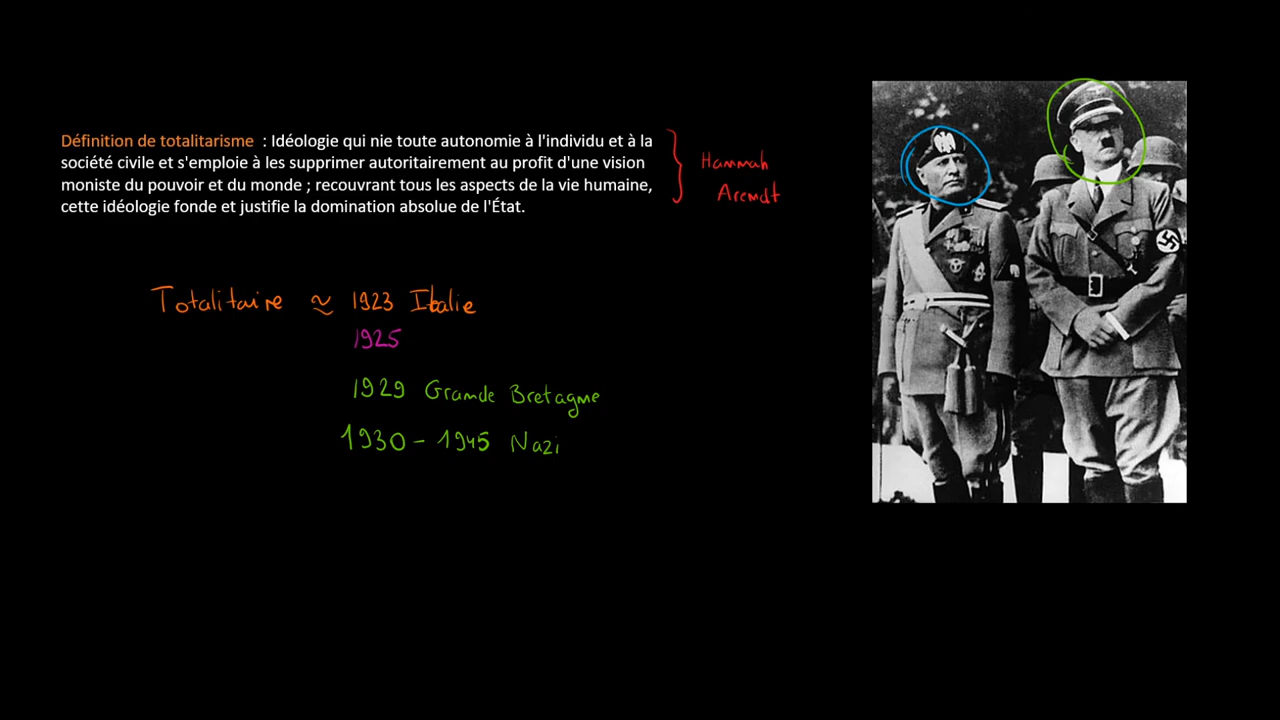 Définition de totalitarisme : Idéologie qui nie toute autonomie à l'individu et à la
société civile et s'emploie à les supprimer autoritairement au profit d'une vision
moniste du pouvoir et du monde ; recouvrant tous les aspects de la vie humaine,
cette idéologie fonde et justifie la domination absolue de l'État.
Hannah
Arendt
Totalitaire ≈ 1923 Italie
1925
1929 Grande Bretagne
1930 - 1945 Nazi